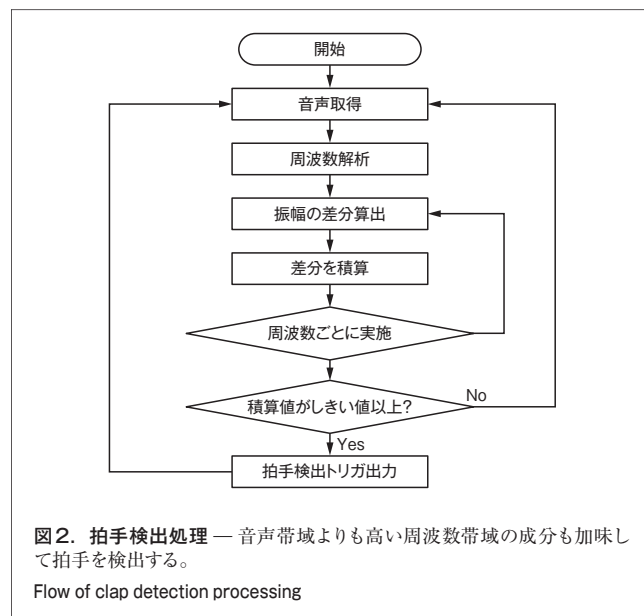 開始
音声取得
周波数解析
振幅の差分算出
差分を積算
周波数ごとに実施
積算値がしきい値以上?
No
Yes
拍手検出トリガ出力
図2. 拍手検出処理 — 音声帯域よりも高い周波数帯域の成分も加味し
て拍手を検出する。
Flow of clap detection processing